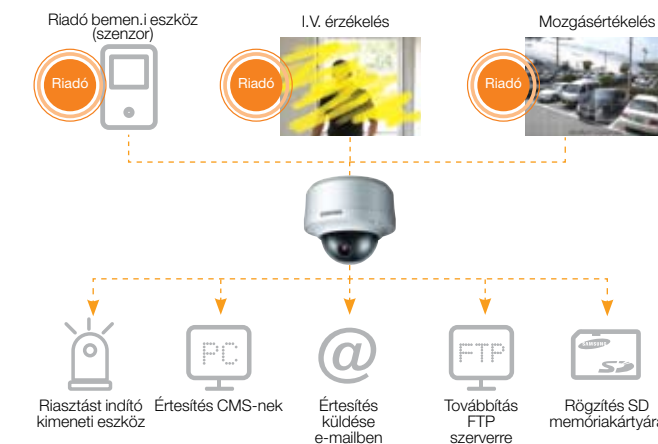 Riadó bemen.i eszköz
(szenzor)
I.V. érzékelés
Mozgásértékelés
Riadó
Riadó
Riadó
PC
@
FTP
SAMSUNG
SD
Riasztást indító
kimeneti eszköz
Értesítés CMS-nek
Értesítés
küldése
e-mailben
Továbbítás
FTP
szerverre
Rögzítés SD
memóriakártyára